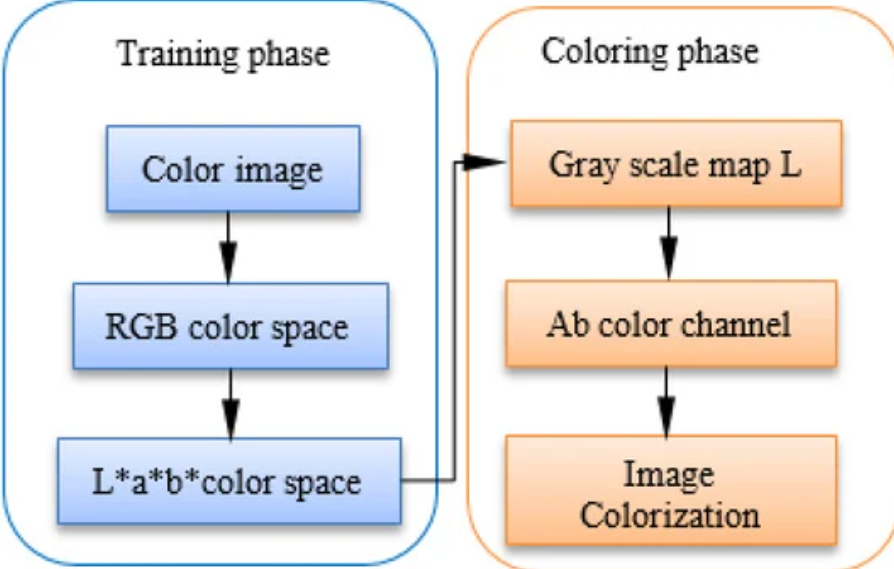 Training phase
Color image
RGB color space
L*a*b*color space
Coloring phase
Gray scale map L
Ab color channel
Image
Colorization